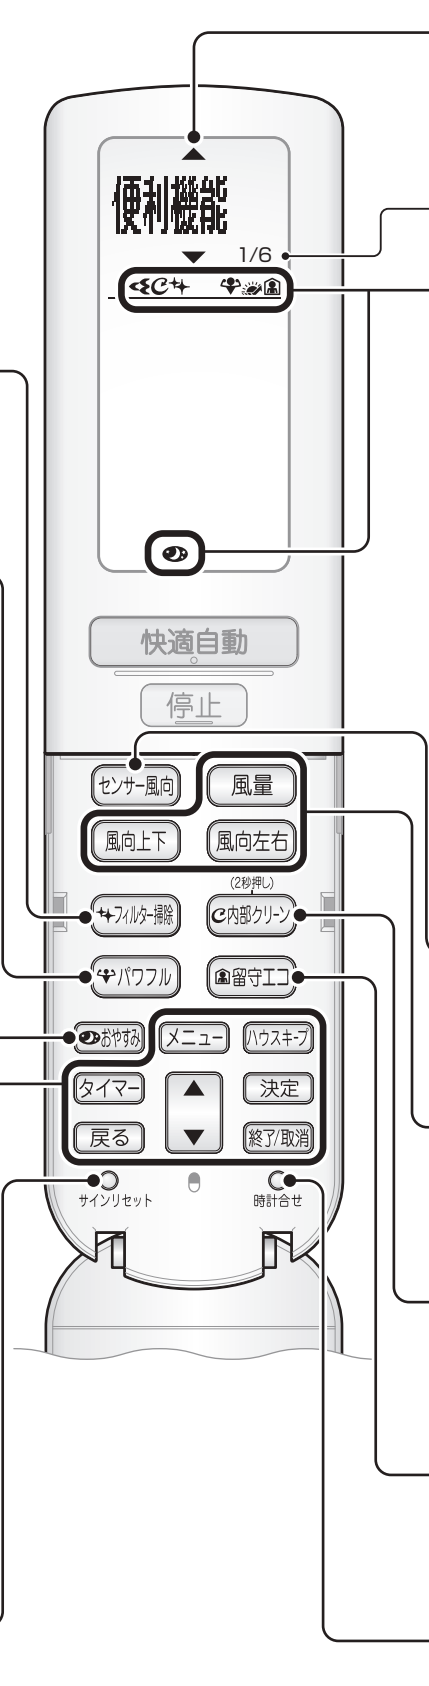 ▲
便利機能
▼ 1/6
快適自動
停止
センサー風向 風量
風向上下 風向左右
(2秒押し)
フィルター掃除 内部クリーン
パワフル 留守エコ
おやすみ メニュー ハウスキープ
タイマー ▲ 決定
戻る ▼ 終了/取消
サインリセット 時計合せ